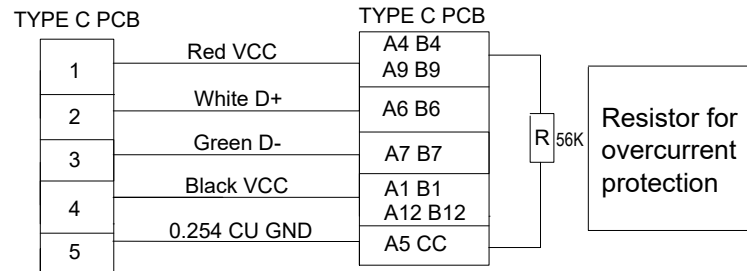 TYPE C PCB
TYPE C PCB
1
Red VCC
A4 B4
A9 B9
2
White D+
A6 B6
3
Green D-
A7 B7
4
Black VCC
A1 B1
A12 B12
5
0.254 CU GND
A5 CC
R 56K
Resistor for
overcurrent
protection